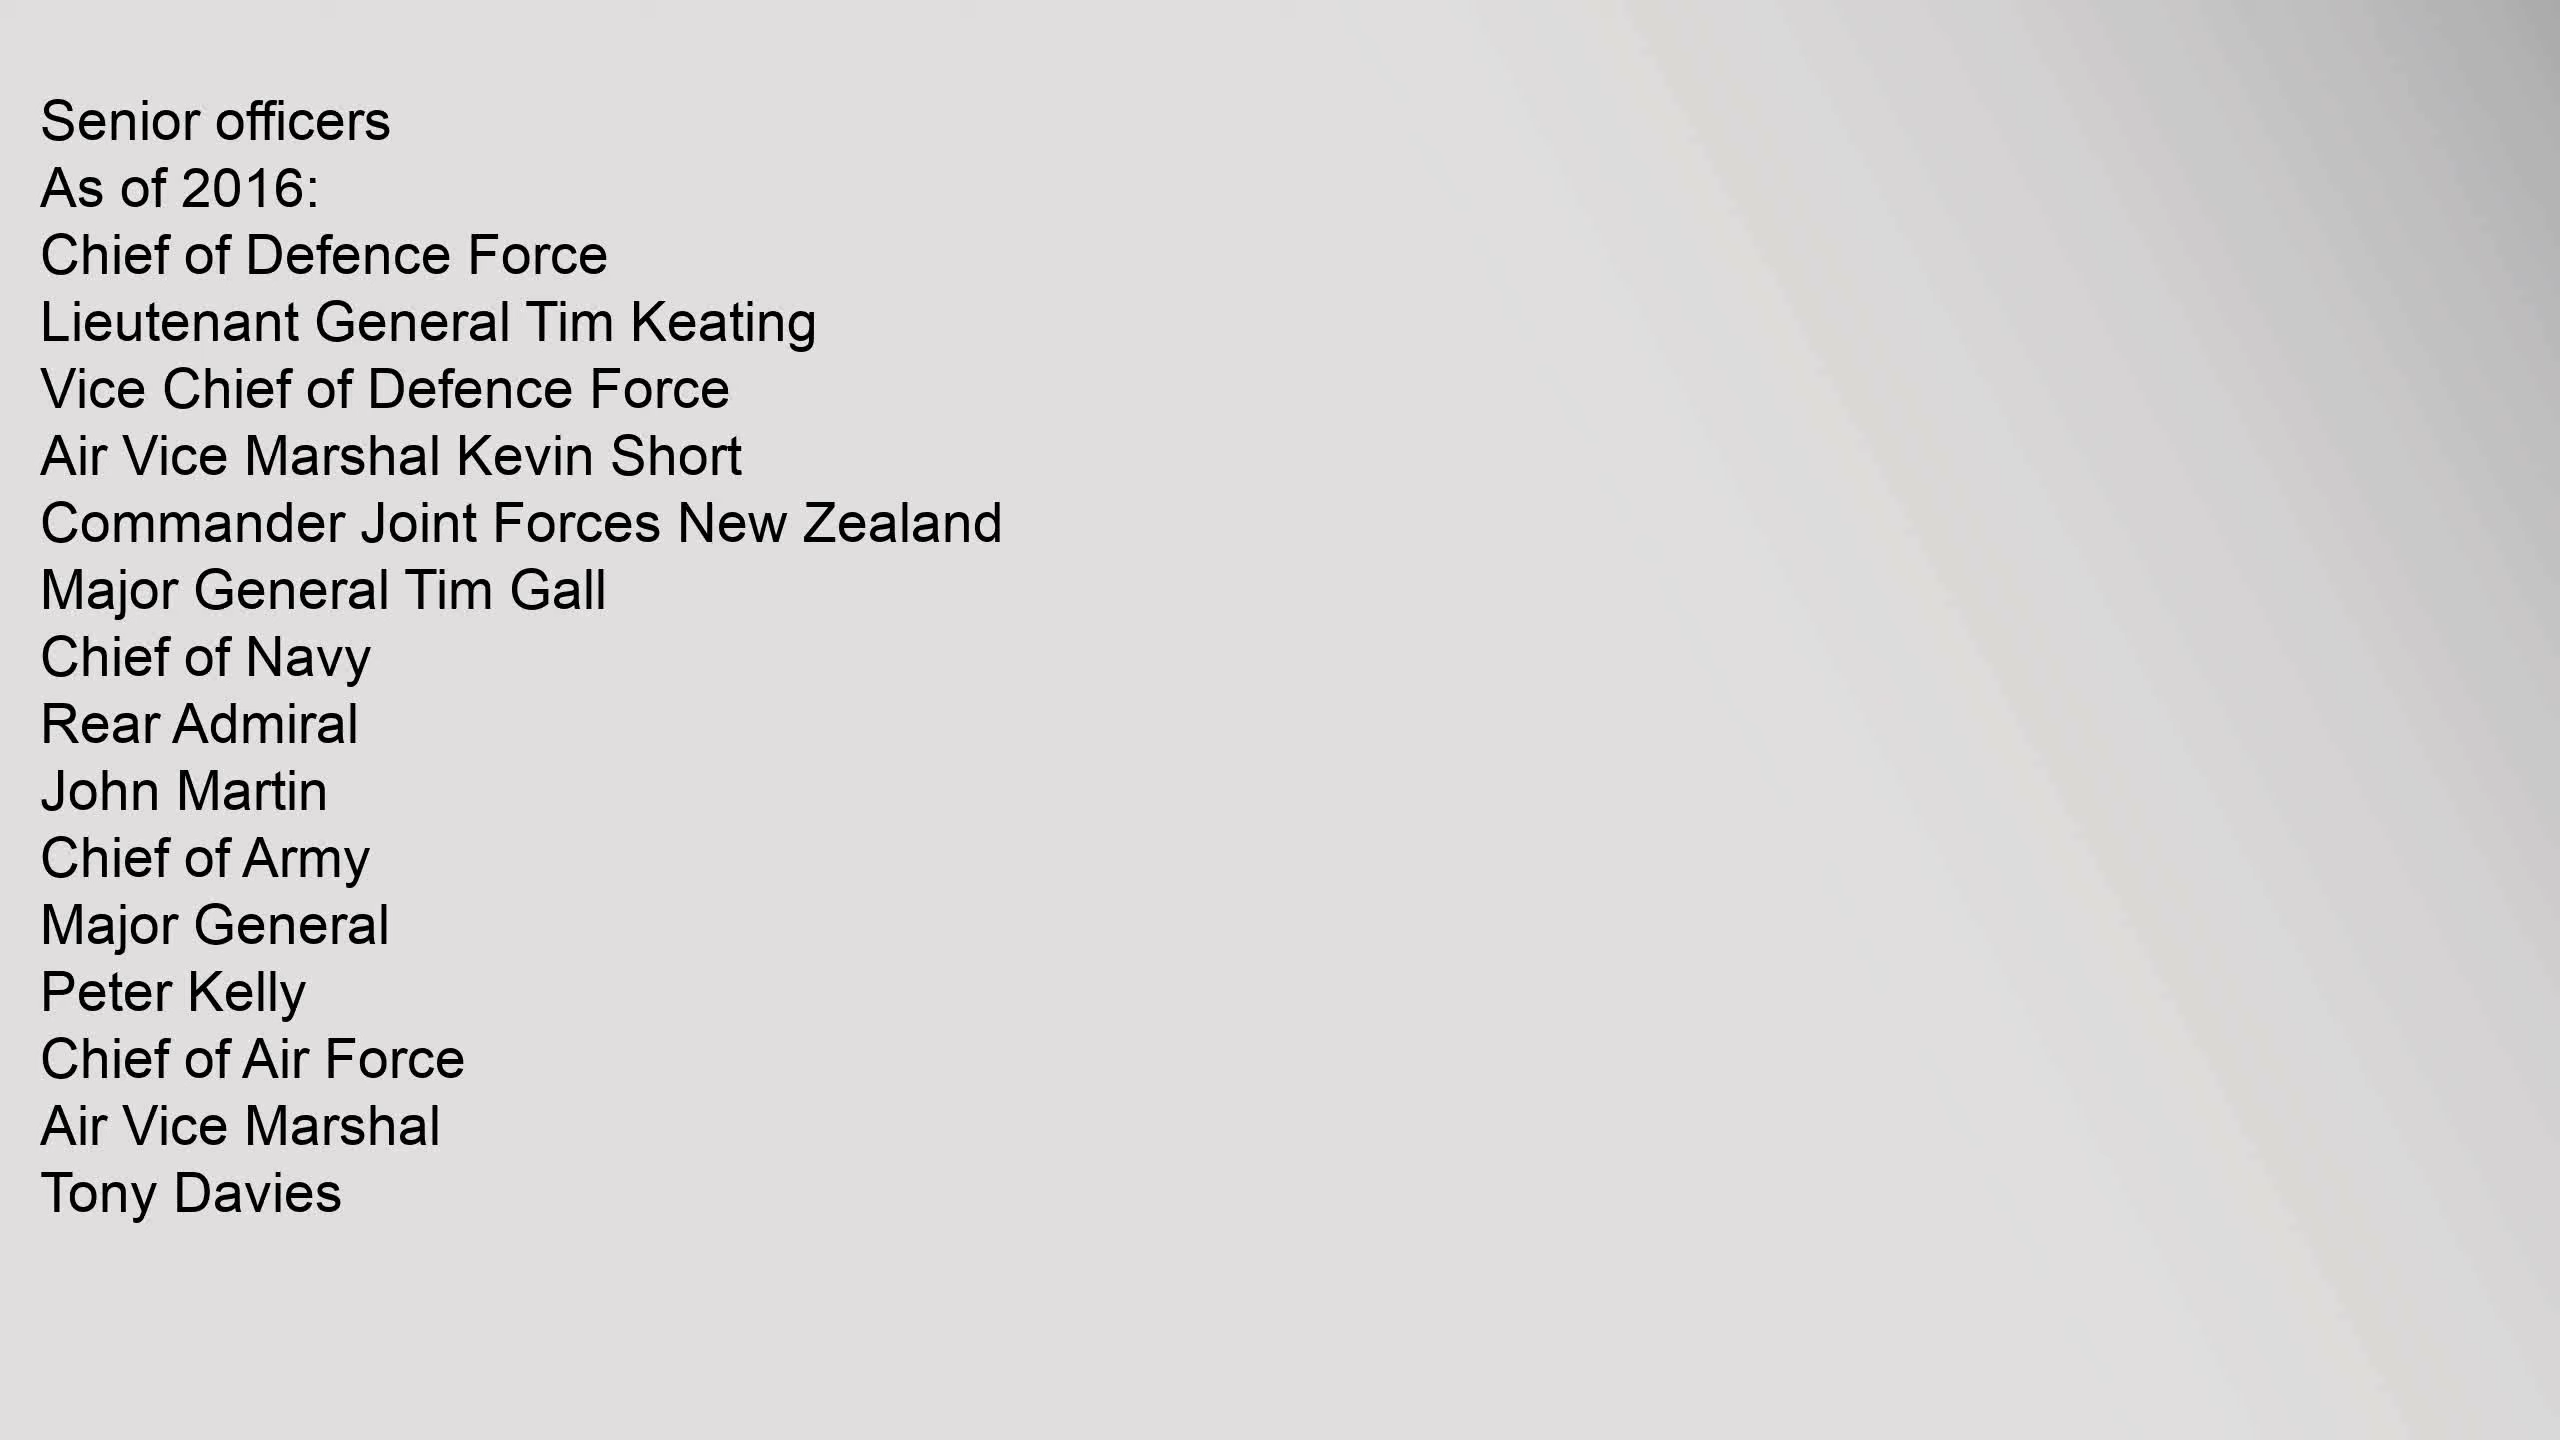 Senior officers
As of 2016:
Chief of Defence Force
Lieutenant General Tim Keating
Vice Chief of Defence Force
Air Vice Marshal Kevin Short
Commander Joint Forces New Zealand
Major General Tim Gall
Chief of Navy
Rear Admiral
John Martin
Chief of Army
Major General
Peter Kelly
Chief of Air Force
Air Vice Marshal
Tony Davies